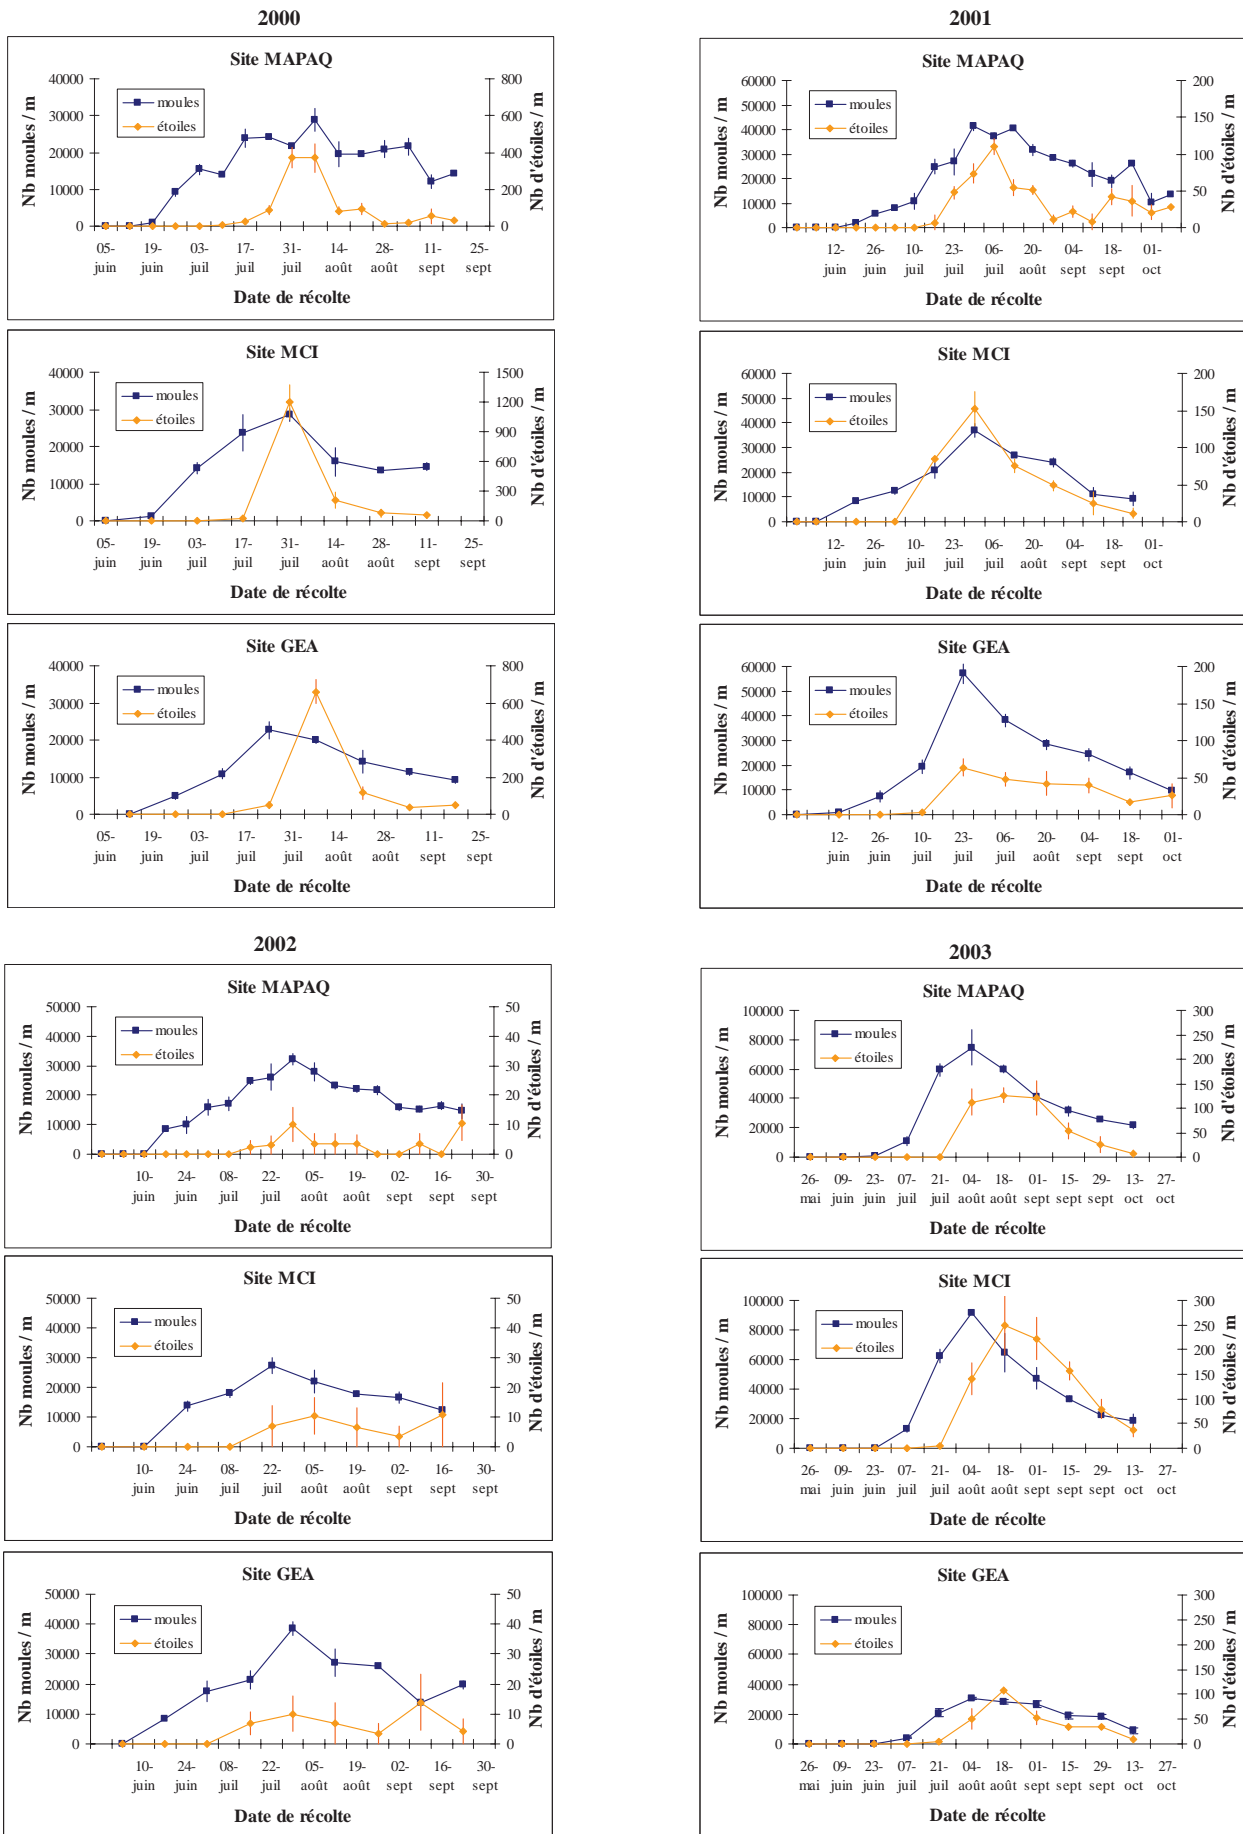 2000
Site MAPAQ
Nb moules / m
40000
30000
20000
10000
0
moules
étoiles
800
600
400
200
0
Nb d'étoiles / m
05-juin 19-juin 03-juil 17-juil 31-juil 14-août 28-août 11-sept 25-sept
Date de récolte
Site MCI
Nb moules / m
40000
30000
20000
10000
0
moules
étoiles
1500
1200
900
600
300
0
Nb d'étoiles / m
05-juin 19-juin 03-juil 17-juil 31-juil 14-août 28-août 11-sept 25-sept
Date de récolte
Site GEA
Nb moules / m
40000
30000
20000
10000
0
moules
étoiles
800
600
400
200
0
Nb d'étoiles / m
05-juin 19-juin 03-juil 17-juil 31-juil 14-août 28-août 11-sept 25-sept
Date de récolte
2001
Site MAPAQ
Nb moules / m
60000
50000
40000
30000
20000
10000
0
moules
étoiles
200
150
100
50
0
Nb d'étoiles / m
12-juin 26-juin 10-juil 23-juil 06-juil 20-août 04-sept 18-sept 01-oct
Date de récolte
Site MCI
Nb moules / m
60000
50000
40000
30000
20000
10000
0
moules
étoiles
200
150
100
50
0
Nb d'étoiles / m
12-juin 26-juin 10-juil 23-juil 06-juil 20-août 04-sept 18-sept 01-oct
Date de récolte
Site GEA
Nb moules / m
60000
50000
40000
30000
20000
10000
0
moules
étoiles
200
150
100
50
0
Nb d'étoiles / m
12-juin 26-juin 10-juil 23-juil 06-juil 20-août 04-sept 18-sept 01-oct
Date de récolte
2002
Site MAPAQ
Nb moules / m
50000
40000
30000
20000
10000
0
moules
étoiles
50
40
30
20
10
0
Nb d'étoiles / m
10-juin 24-juin 08-juil 22-juil 05-août 19-août 02-sept 16-sept 30-sept
Date de récolte
Site MCI
Nb moules / m
50000
40000
30000
20000
10000
0
moules
étoiles
50
40
30
20
10
0
Nb d'étoiles / m
10-juin 24-juin 08-juil 22-juil 05-août 19-août 02-sept 16-sept 30-sept
Date de récolte
Site GEA
Nb moules / m
50000
40000
30000
20000
10000
0
moules
étoiles
50
40
30
20
10
0
Nb d'étoiles / m
10-juin 24-juin 08-juil 22-juil 05-août 19-août 02-sept 16-sept 30-sept
Date de récolte
2003
Site MAPAQ
Nb moules / m
100000
80000
60000
40000
20000
0
moules
étoiles
300
250
200
150
100
50
0
Nb d'étoiles / m
26-mai 09-juin 23-juin 07-juil 21-juil 04-août 18-août 01-sept 15-sept 29-sept 13-oct 27-oct
Date de récolte
Site MCI
Nb moules / m
100000
80000
60000
40000
20000
0
moules
étoiles
300
250
200
150
100
50
0
Nb d'étoiles / m
26-mai 09-juin 23-juin 07-juil 21-juil 04-août 18-août 01-sept 15-sept 29-sept 13-oct 27-oct
Date de récolte
Site GEA
Nb moules / m
100000
80000
60000
40000
20000
0
moules
étoiles
300
250
200
150
100
50
0
Nb d'étoiles / m
26-mai 09-juin 23-juin 07-juil 21-juil 04-août 18-août 01-sept 15-sept 29-sept 13-oct 27-oct
Date de récolte